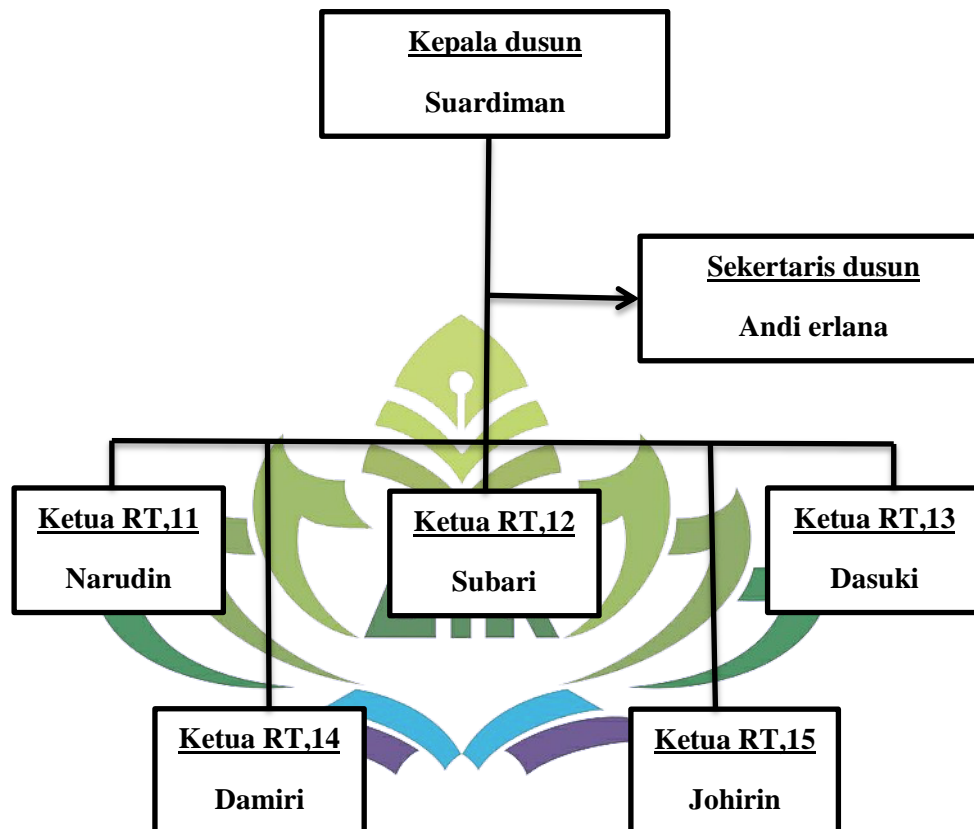 Kepala dusun
Suardiman
Sekertaris dusun
Andi erlana
Ketua RT,11
Narudin
Ketua RT,12
Subari
Ketua RT,13
Dasuki
Ketua RT,14
Damiri
Ketua RT,15
Johirin